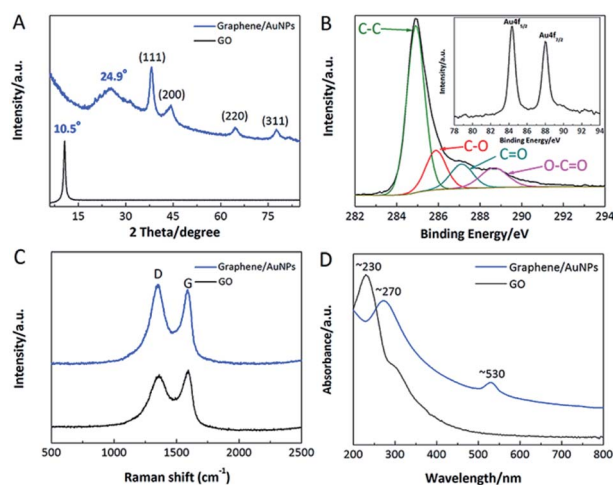 A
Graphene/AuNPs
GO
24.9°
10.5°
(111)
(200)
(220)
(311)
Intensity/a.u.
15 30 45 60 75
2 Theta/degree
B
C-C
C-O
C=O
O-C=O
Intensity/a.u.
282 284 286 288 290 292 294
Binding Energy/eV
Au4f5/2
Au4f7/2
Intensity/a.u.
78 80 82 84 86 88 90 92 94
Binding Energy/eV
C
Graphene/AuNPs
GO
D
G
Intensity/a.u.
500 1000 1500 2000 2500
Raman shift (cm-1)
D
Graphene/AuNPs
GO
~230
~270
~530
Absorbance/a.u.
200 300 400 500 600 700 800
Wavelength/nm